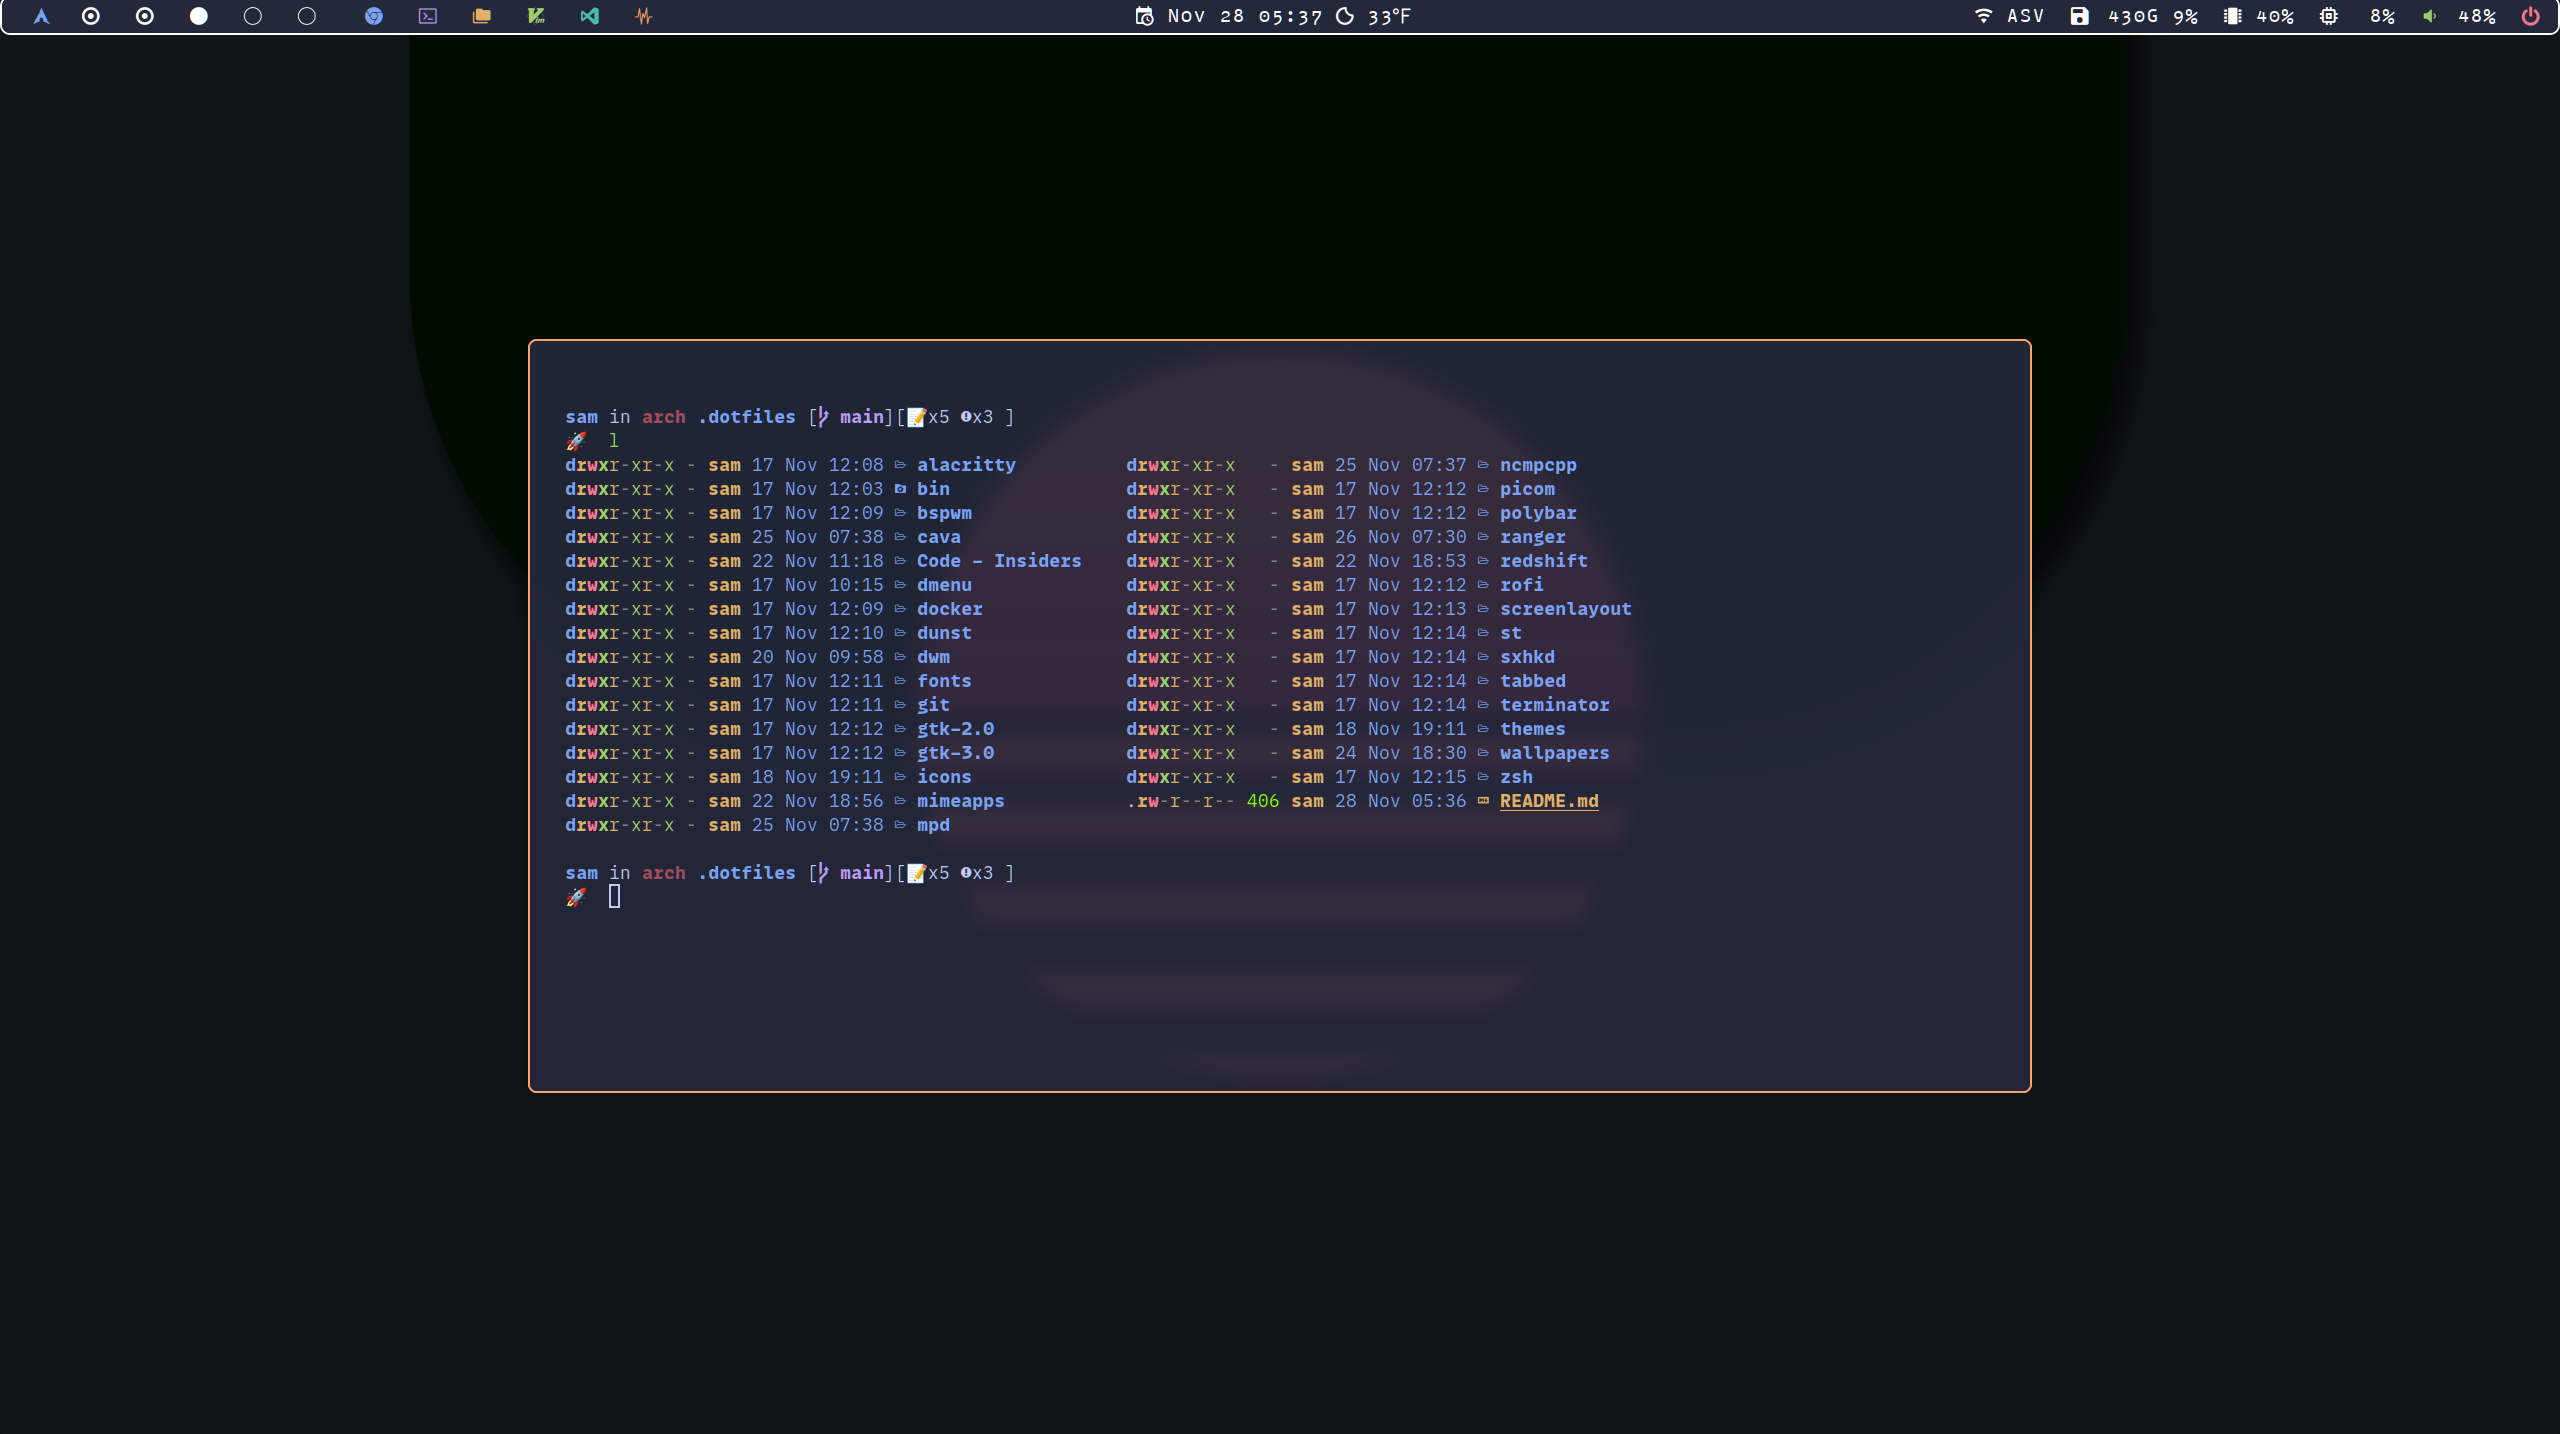 Nov 28 05:37 33°F ASV 430G 9% 40% 8% 48%
sam in arch .dotfiles [ main][📝x5 x3 ]
🚀 l
drwxr-xr-x - sam 17 Nov 12:08 alacritty drwxr-xr-x - sam 25 Nov 07:37 ncmpcpp
drwxr-xr-x - sam 17 Nov 12:03 bin drwxr-xr-x - sam 17 Nov 12:12 picom
drwxr-xr-x - sam 17 Nov 12:09 bspwm drwxr-xr-x - sam 17 Nov 12:12 polybar
drwxr-xr-x - sam 25 Nov 07:38 cava drwxr-xr-x - sam 26 Nov 07:30 ranger
drwxr-xr-x - sam 22 Nov 11:18 Code - Insiders drwxr-xr-x - sam 22 Nov 18:53 redshift
drwxr-xr-x - sam 17 Nov 10:15 dmenu drwxr-xr-x - sam 17 Nov 12:12 rofi
drwxr-xr-x - sam 17 Nov 12:09 docker drwxr-xr-x - sam 17 Nov 12:13 screenlayout
drwxr-xr-x - sam 17 Nov 12:10 dunst drwxr-xr-x - sam 17 Nov 12:14 st
drwxr-xr-x - sam 20 Nov 09:58 dwm drwxr-xr-x - sam 17 Nov 12:14 sxhkd
drwxr-xr-x - sam 17 Nov 12:11 fonts drwxr-xr-x - sam 17 Nov 12:14 tabbed
drwxr-xr-x - sam 17 Nov 12:11 git drwxr-xr-x - sam 17 Nov 12:14 terminator
drwxr-xr-x - sam 17 Nov 12:12 gtk-2.0 drwxr-xr-x - sam 18 Nov 19:11 themes
drwxr-xr-x - sam 17 Nov 12:12 gtk-3.0 drwxr-xr-x - sam 24 Nov 18:30 wallpapers
drwxr-xr-x - sam 18 Nov 19:11 icons drwxr-xr-x - sam 17 Nov 12:15 zsh
drwxr-xr-x - sam 22 Nov 18:56 mimeapps .rw-r--r-- 406 sam 28 Nov 05:36 README.md
drwxr-xr-x - sam 25 Nov 07:38 mpd
sam in arch .dotfiles [ main][📝x5 x3 ]
🚀